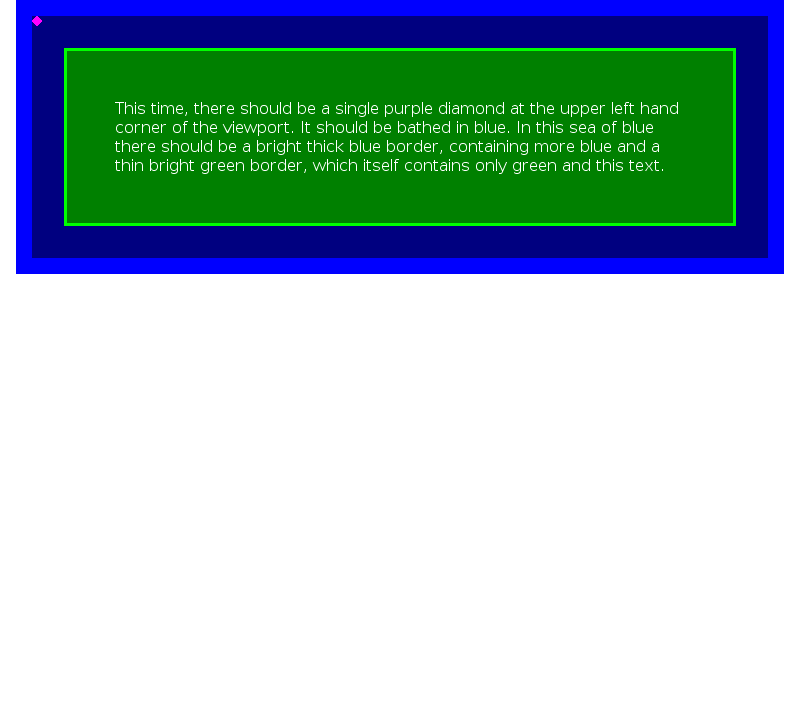 This time, there should be a single purple diamond at the upper left hand
corner of the viewport. It should be bathed in blue. In this sea of blue
there should be a bright thick blue border, containing more blue and a
thin bright green border, which itself contains only green and this text.